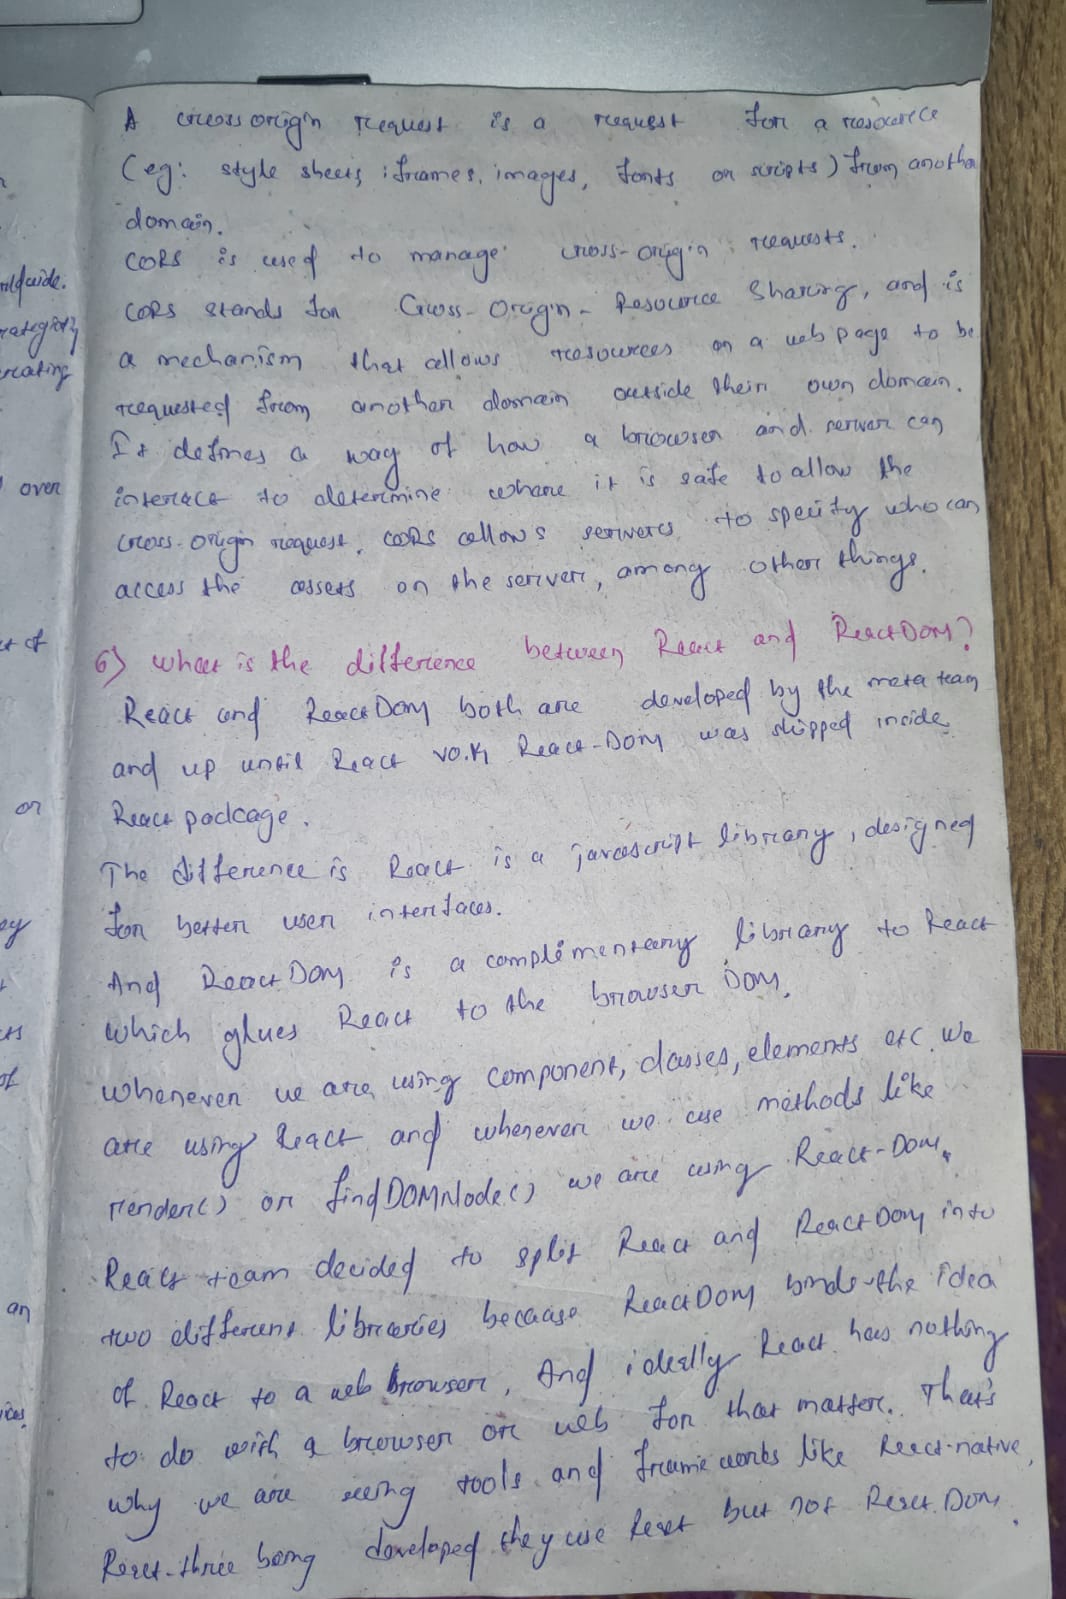 A cross origin request is a request for a resource
(eg: style sheets, iframes, images, fonts or scripts) from another
domain.
CORS is used to manage cross-origin requests.
CORS stands for Cross-Origin-Resource Sharing, and is
a mechanism that allows resources on a web page to be
requested from another domain outside their own domain.
It defines a way of how a browser and server can
interact to determine whare it is safe to allow the
cross-origin request. CORS allows servers to specify who can
access the assets on the server, among other things.
6) What is the difference between React and ReactDOM?
React and ReactDOM both are developed by the meta team
and up until React v0.14 React-Dom was shipped inside
React package.
The difference is React is a javascript library, designed
for better user interfaces.
And ReactDOM is a complementary library to React
which glues React to the browser Dom.
Whenever we are using component, classes, elements etc. We
are using React and whenever we use methods like
render() or findDOMNode() we are using React-Dom.
React team decided to split React and ReactDom into
two different libraries because ReactDOM binds the idea
of React to a web browser. And ideally React has nothing
to do with a browser or web for that matter. That's
why we are seeing tools and frameworks like React-native,
React-three being developed they use React but not React Dom.
nldwide.
rategies
reating
over
or
of
an